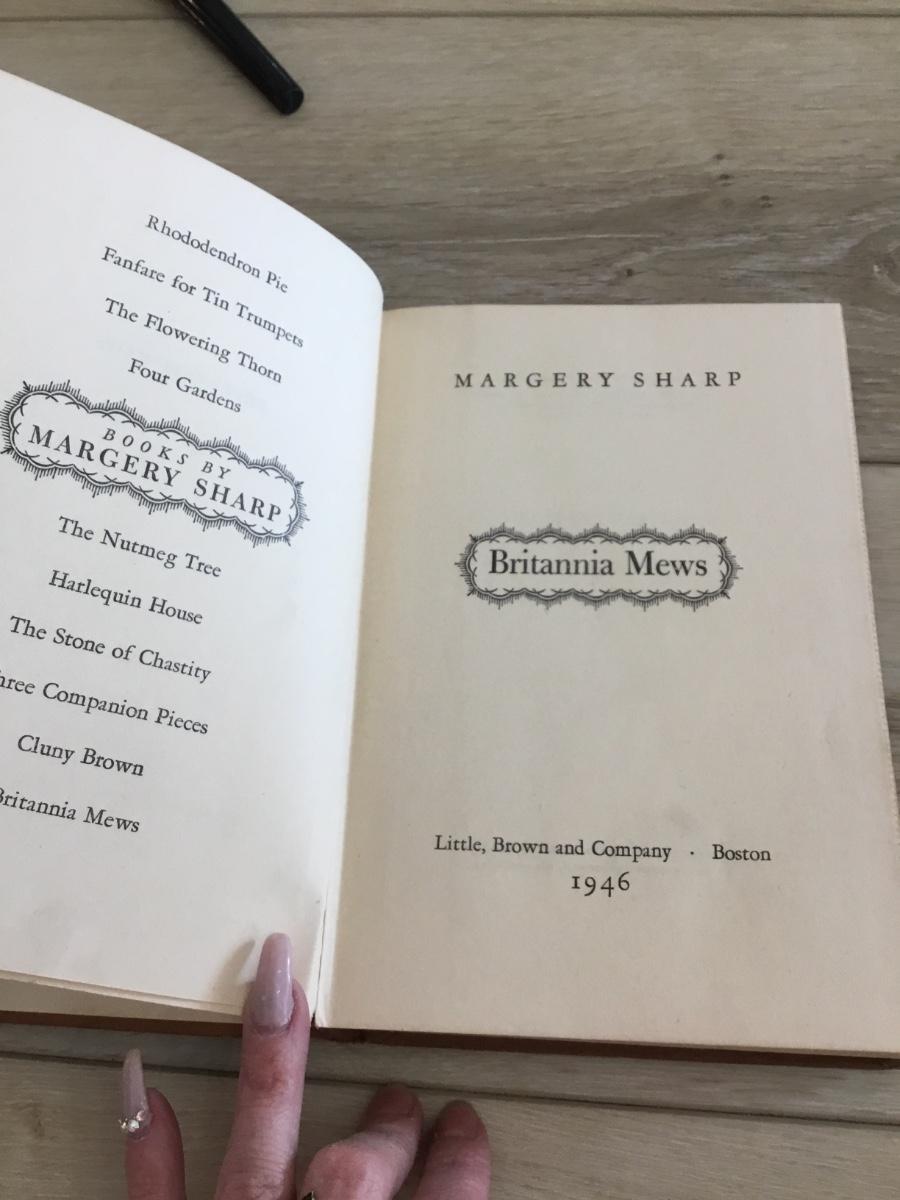 Rhododendron Pie
Fanfare for Tin Trumpets
The Flowering Thorn
Four Gardens
BOOKS BY
MARGERY SHARP
The Nutmeg Tree
Harlequin House
The Stone of Chastity
Companion Pieces
Cluny Brown
Britannia Mews
MARGERY SHARP
Britannia Mews
Little, Brown and Company · Boston
1946